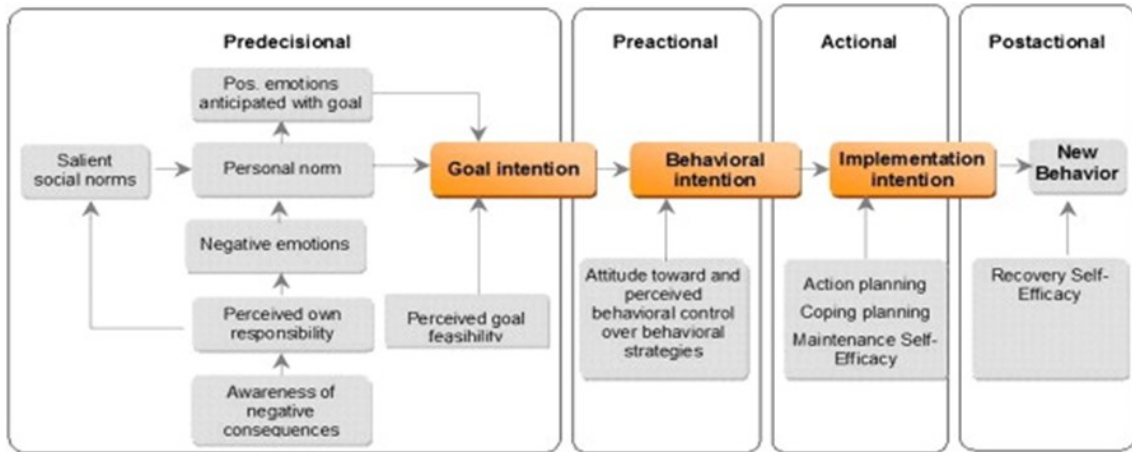 Predecisional
Preactional
Actional
Postactional
Pos. emotions
anticipated with goal
Salient
social norms
Personal norm
Goal intention
Behavioral
intention
Implementation
intention
New
Behavior
Negative emotions
Perceived own
responsibility
Awareness of
negative
consequences
Perceived goal
feasibility
Attitude toward and
perceived
behavioral control
over behavioral
strategies
Action planning
Coping planning
Maintenance Self-
Efficacy
Recovery Self-
Efficacy